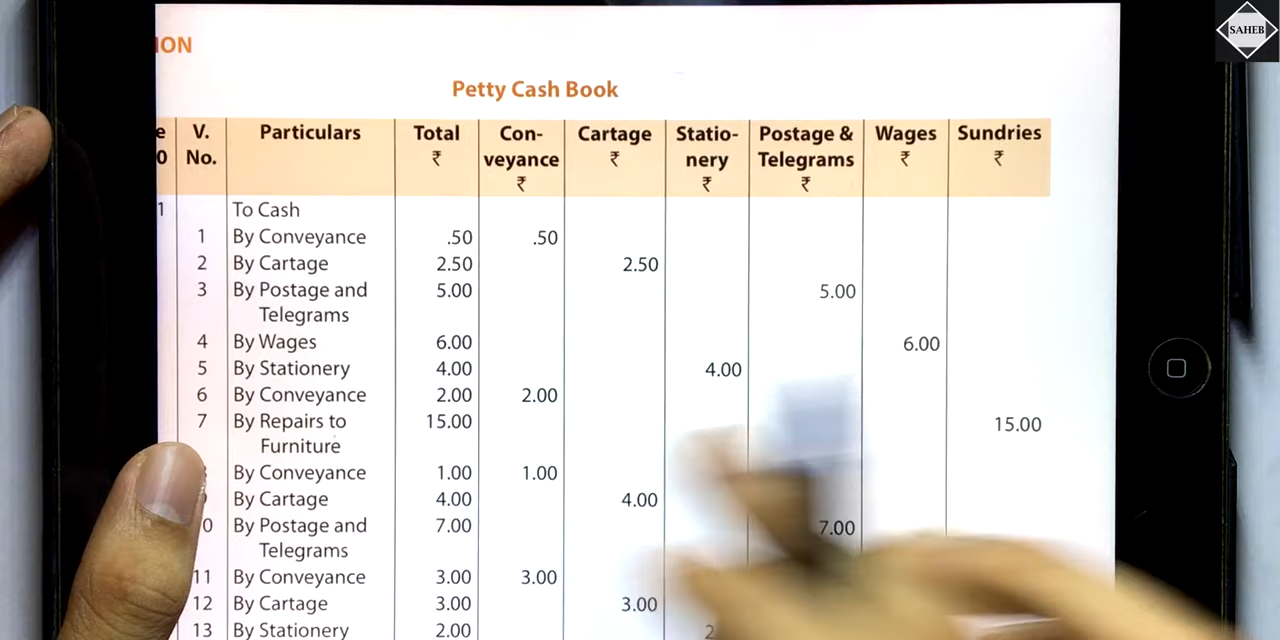 SAHEB
ION
Petty Cash Book
e V. Particulars Total Con- Cartage Statio- Postage & Wages Sundries
0 No. ₹ veyance ₹ nery Telegrams ₹ ₹
₹ ₹ ₹
1 To Cash
1 By Conveyance .50 .50
2 By Cartage 2.50 2.50
3 By Postage and 5.00 5.00
Telegrams
4 By Wages 6.00 6.00
5 By Stationery 4.00 4.00
6 By Conveyance 2.00 2.00
7 By Repairs to 15.00 15.00
Furniture
By Conveyance 1.00 1.00
By Cartage 4.00 4.00
0 By Postage and 7.00 7.00
Telegrams
11 By Conveyance 3.00 3.00
12 By Cartage 3.00 3.00
13 By Stationery 2.00 2